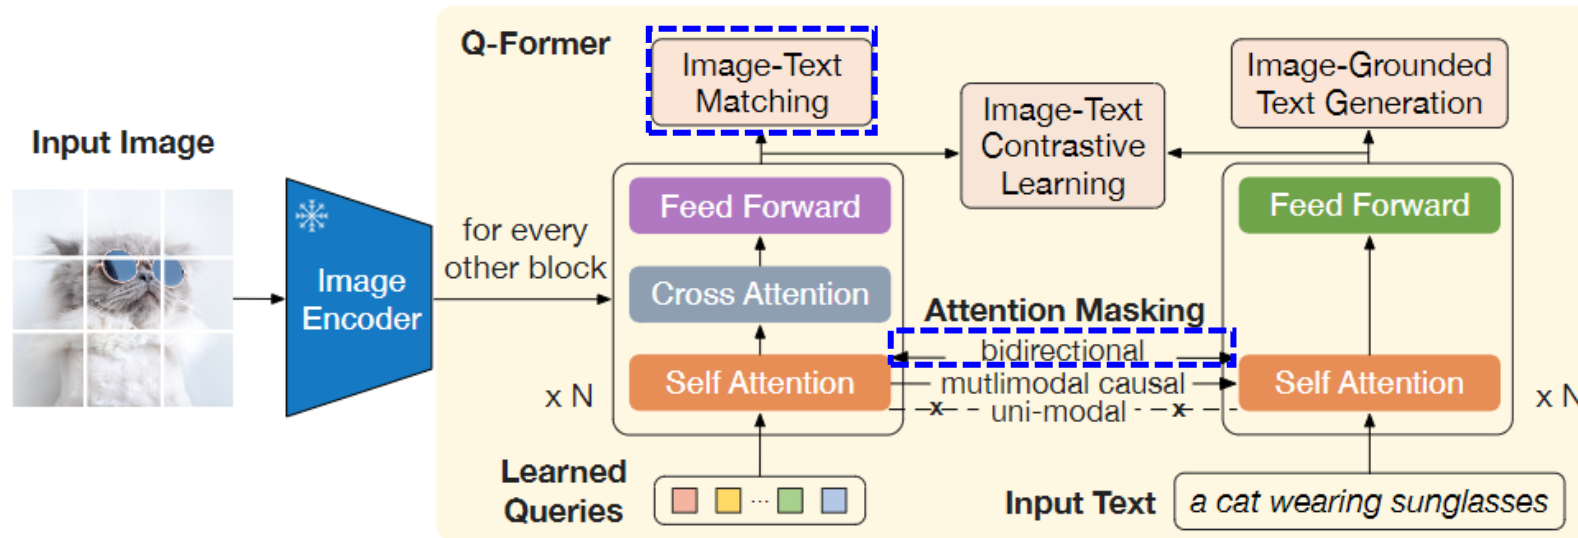 Q-Former
Image-Text
Matching
Image-Text
Contrastive
Learning
Image-Grounded
Text Generation
Input Image
Image
Encoder
for every
other block
Feed Forward
Cross Attention
Self Attention
x N
Attention Masking
bidirectional
mutlimodal causal
uni-modal
Feed Forward
Self Attention
x N
Learned
Queries
...
Input Text
a cat wearing sunglasses